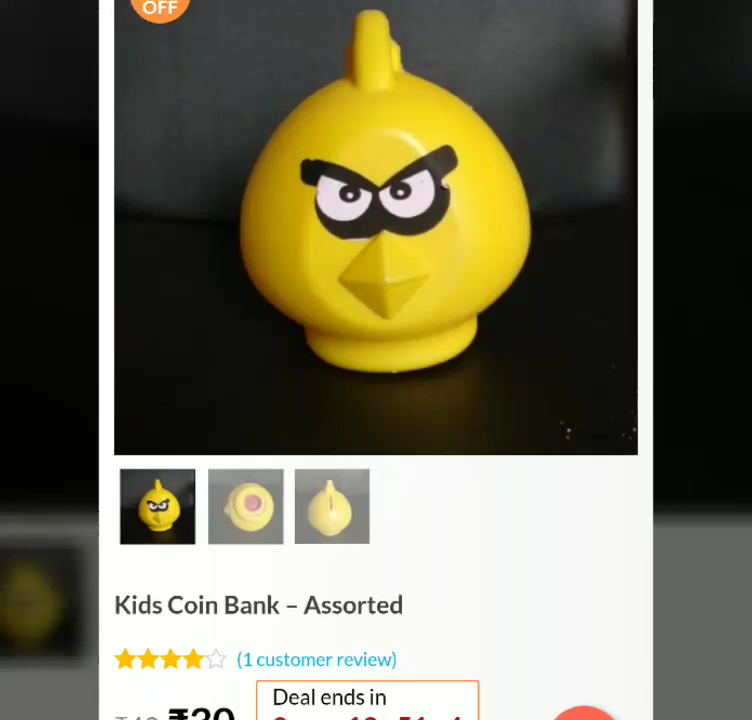 OFF
Kids Coin Bank – Assorted
(1 customer review)
Deal ends in